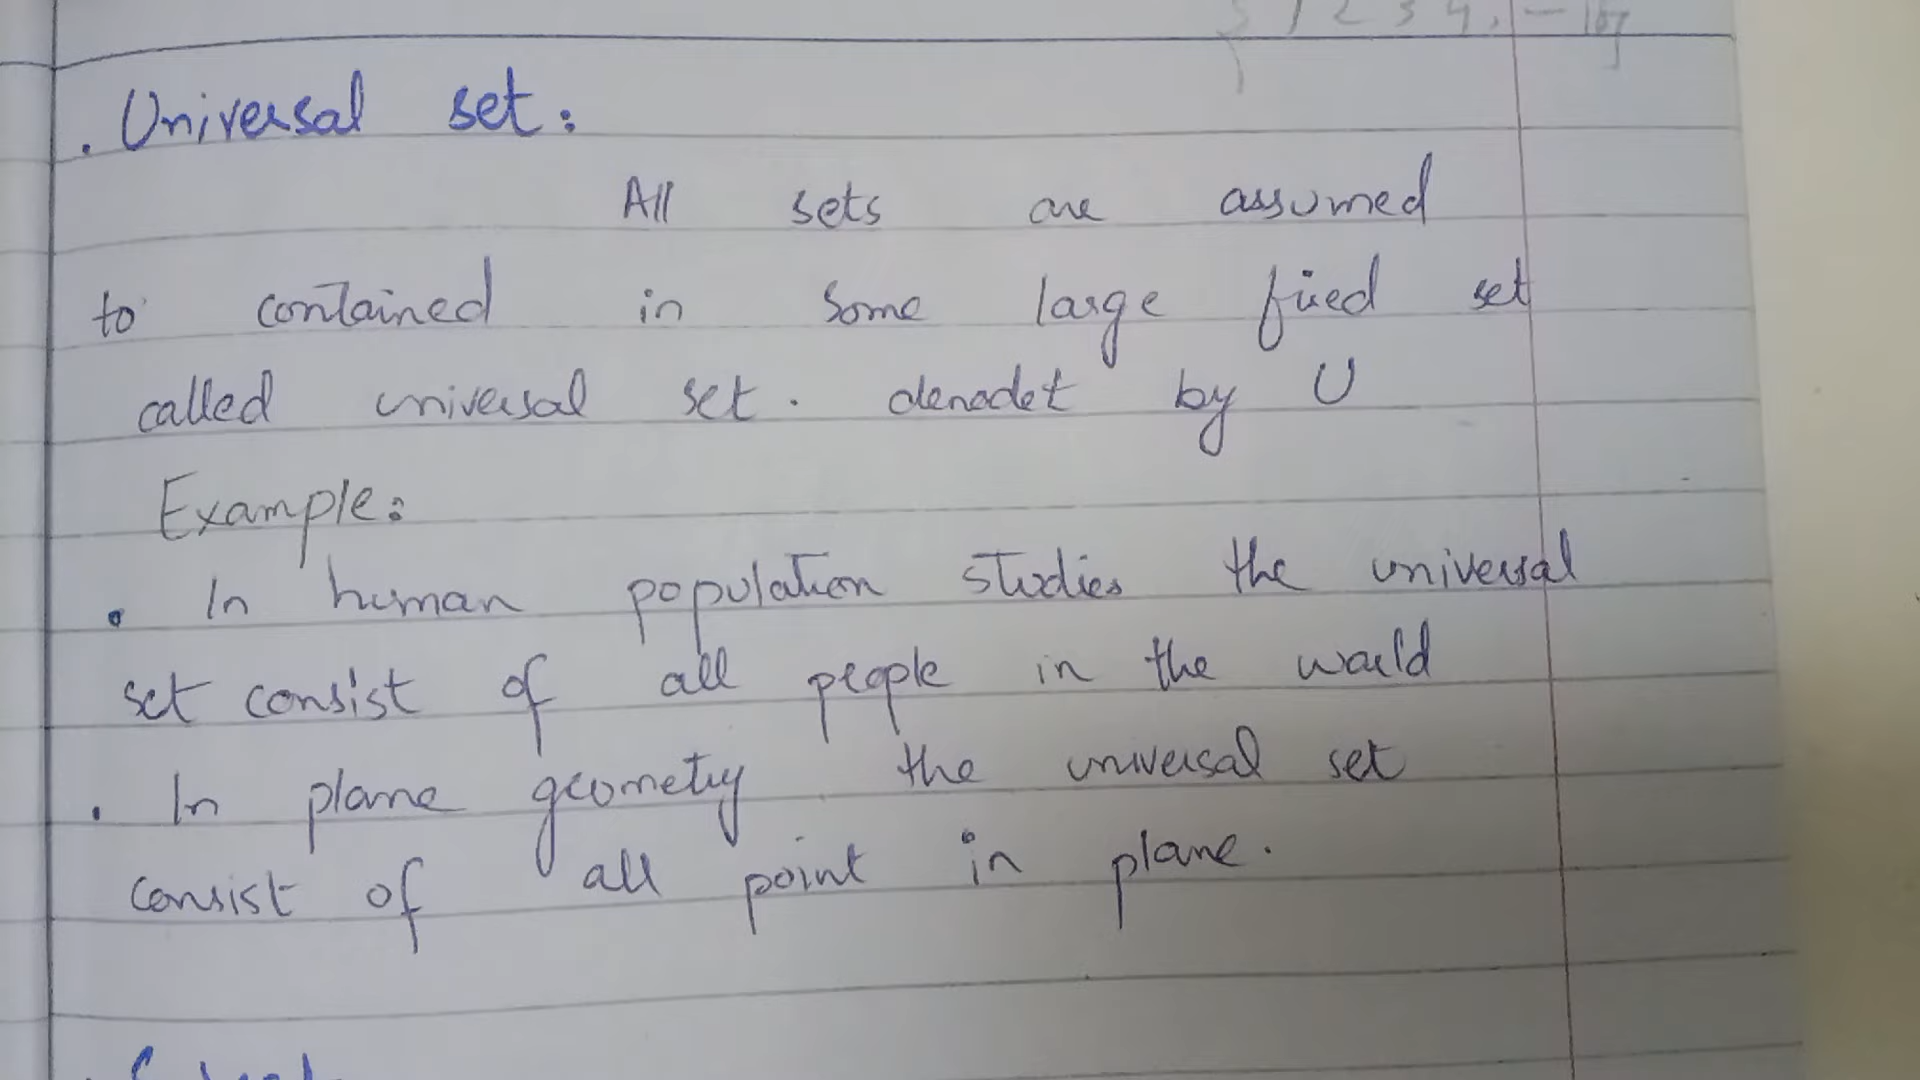 . Universal set:
All sets are assumed
to contained in some large fixed set
called universal set. denodet by U
Example:
• In human population studies the universal
set consist of all people in the world
• In plane geometry the universal set
consist of all point in plane.